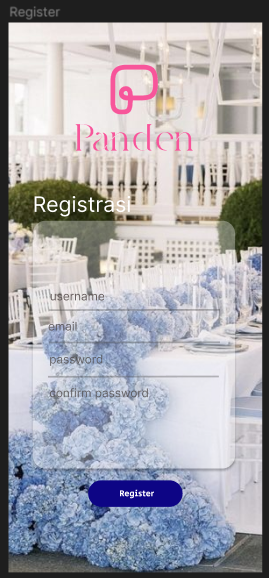 Register
Panden
Registrasi
username
email
password
confirm password
Register